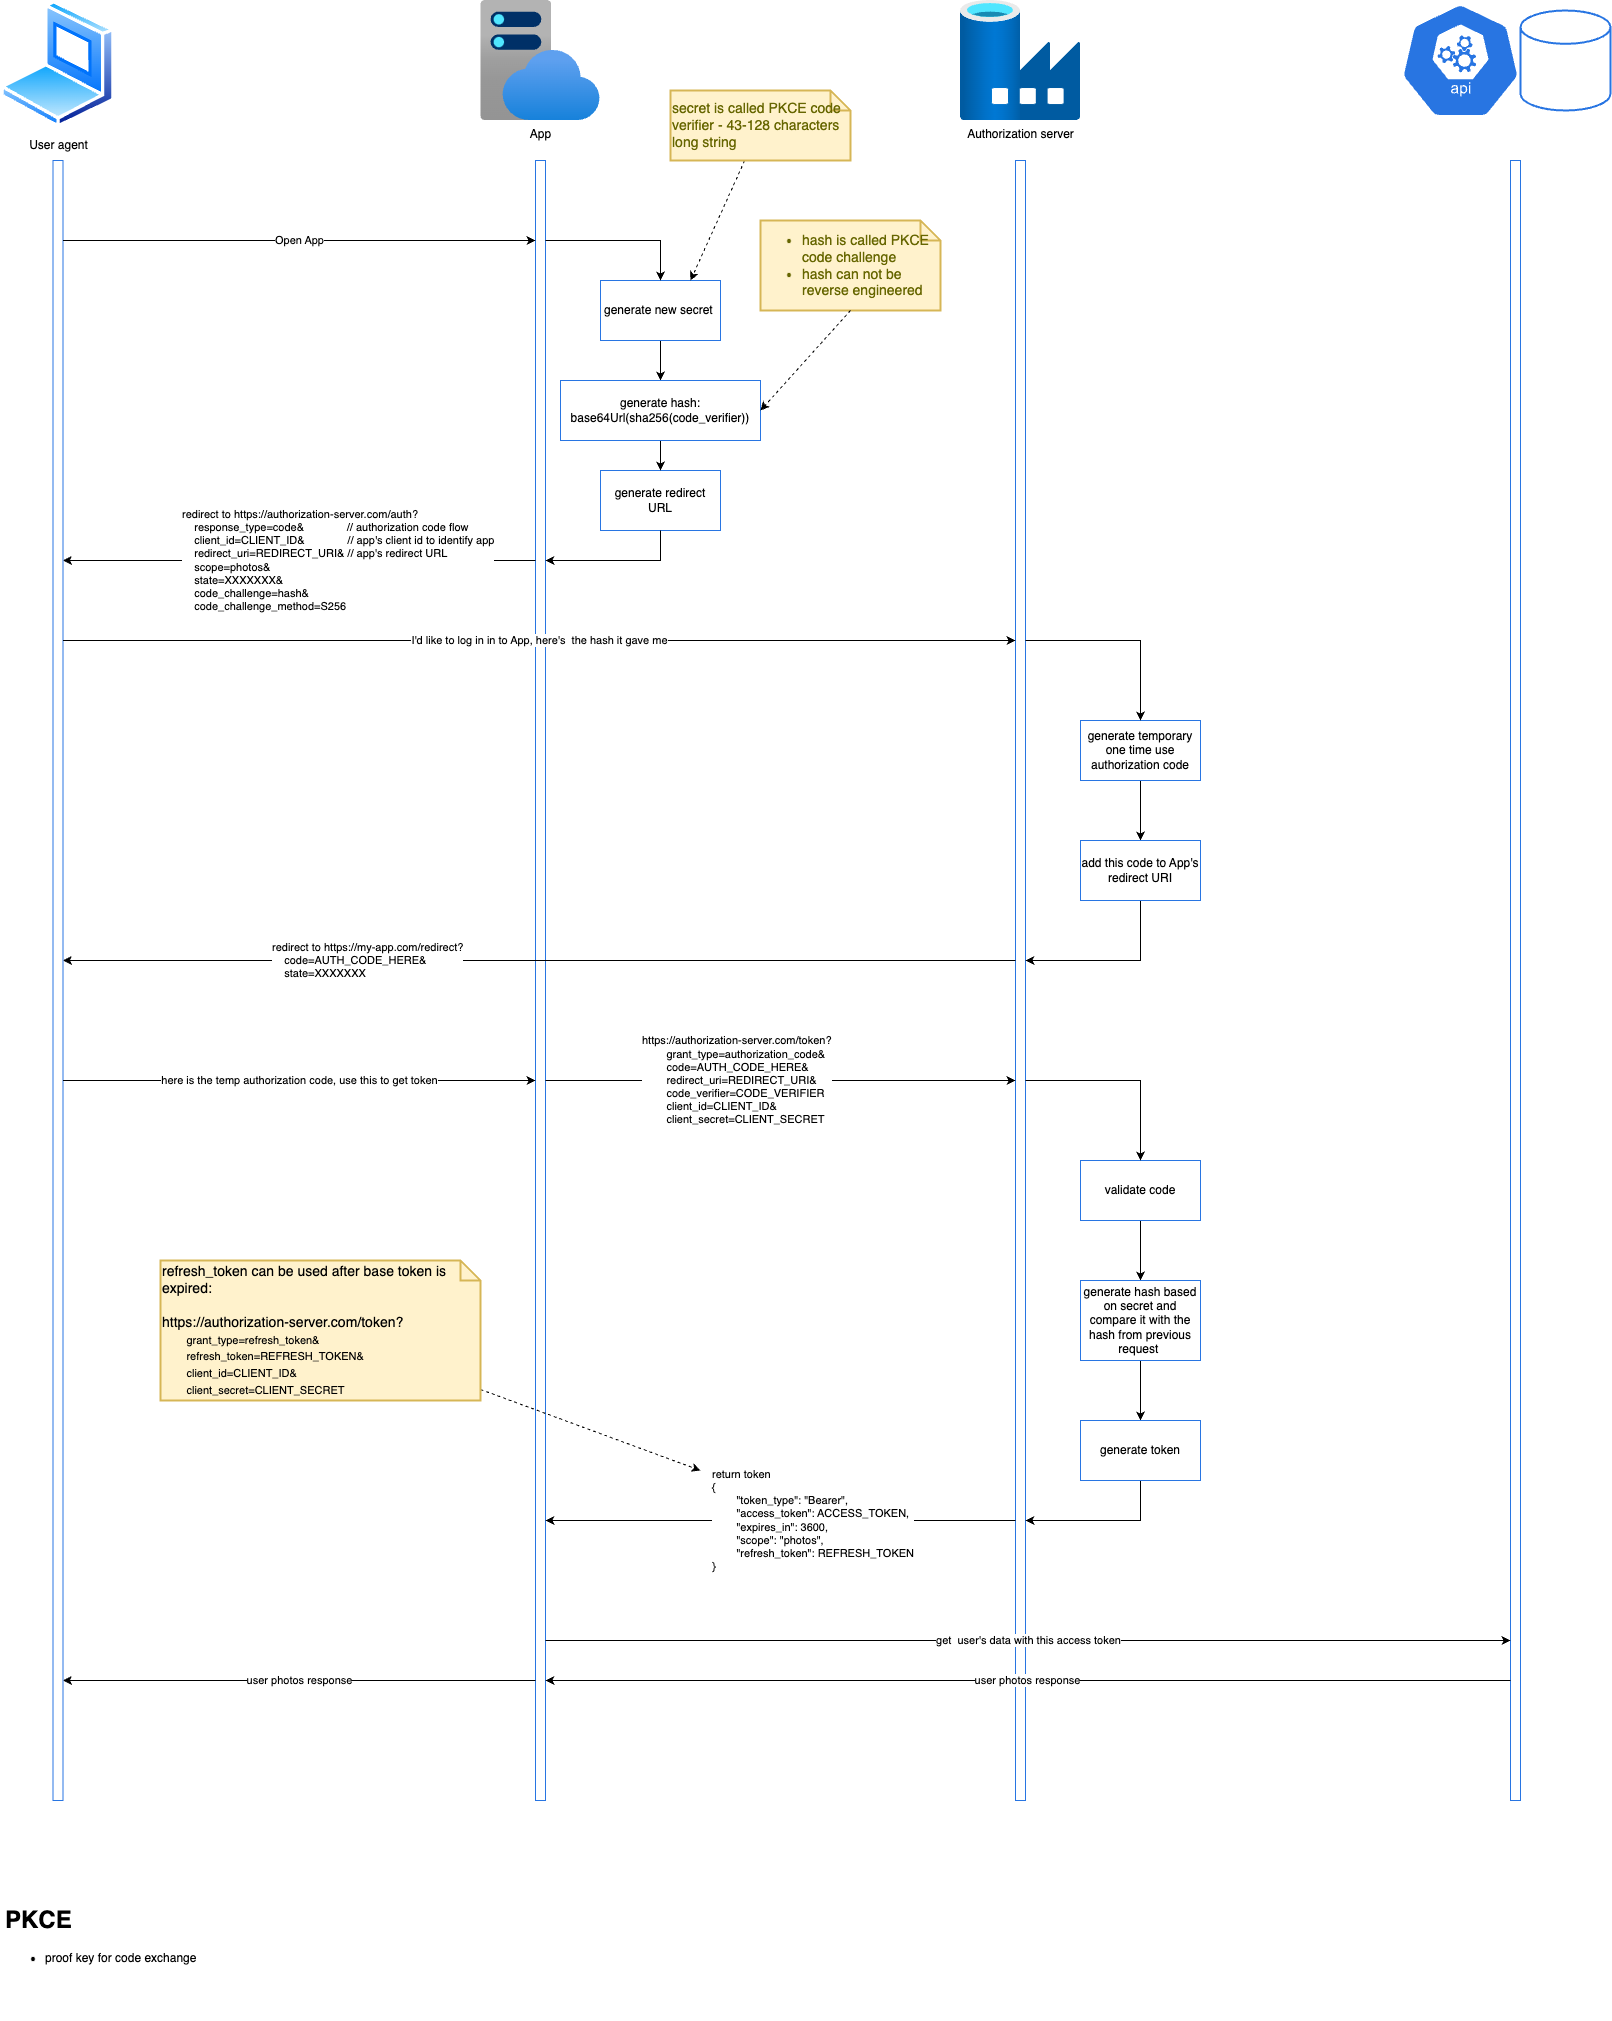 api
User agent
App
Authorization server
secret is called PKCE code
verifier - 43-128 characters
long string
Open App
• hash is called PKCE
code challenge
• hash can not be
reverse engineered
generate new secret
generate hash:
base64Url(sha256(code_verifier))
generate redirect
URL
redirect to https://authorization-server.com/auth?
response_type=code& // authorization code flow
client_id=CLIENT_ID& // app's client id to identify app
redirect_uri=REDIRECT_URI& // app's redirect URL
scope=photos&
state=XXXXXXX&
code_challenge=hash&
code_challenge_method=S256
I'd like to log in in to App, here's the hash it gave me
generate temporary
one time use
authorization code
add this code to App's
redirect URI
redirect to https://my-app.com/redirect?
code=AUTH_CODE_HERE&
state=XXXXXXX
https://authorization-server.com/token?
grant_type=authorization_code&
code=AUTH_CODE_HERE&
redirect_uri=REDIRECT_URI&
code_verifier=CODE_VERIFIER
client_id=CLIENT_ID&
client_secret=CLIENT_SECRET
here is the temp authorization code, use this to get token
validate code
refresh_token can be used after base token is
expired:
https://authorization-server.com/token?
grant_type=refresh_token&
refresh_token=REFRESH_TOKEN&
client_id=CLIENT_ID&
client_secret=CLIENT_SECRET
generate hash based
on secret and
compare it with the
hash from previous
request
generate token
return token
{
"token_type": "Bearer",
"access_token": ACCESS_TOKEN,
"expires_in": 3600,
"scope": "photos",
"refresh_token": REFRESH_TOKEN
}
get user's data with this access token
user photos response
user photos response
PKCE
• proof key for code exchange